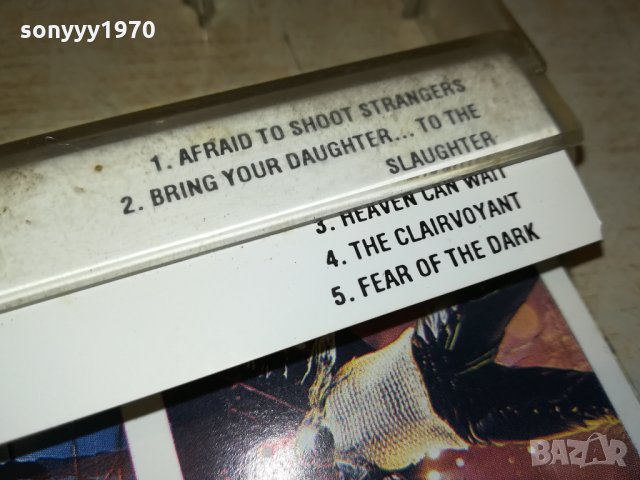 sonyyy1970
1. AFRAID TO SHOOT STRANGERS
2. BRING YOUR DAUGHTER... TO THE
SLAUGHTER
3. HEAVEN CAN WAIT
4. THE CLAIRVOYANT
5. FEAR OF THE DARK
BAZAR